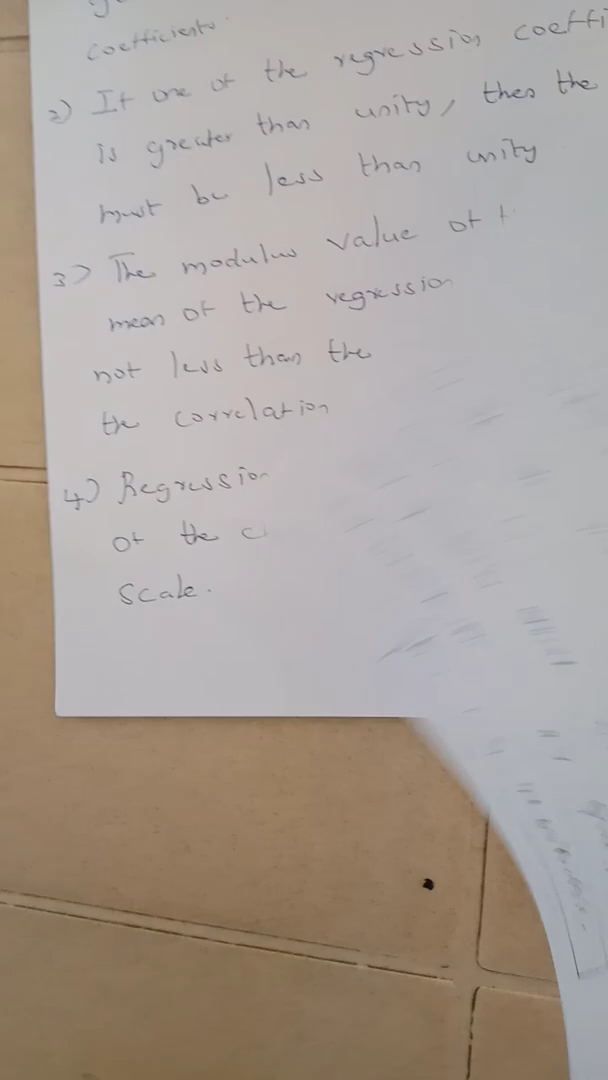 coefficients.
2) If one of the regression coeffi
is greater than unity, then the
must be less than unity
3) The modulus value of
mean of the regression
not less than the
the correlation
4) Regression
of the
scale.